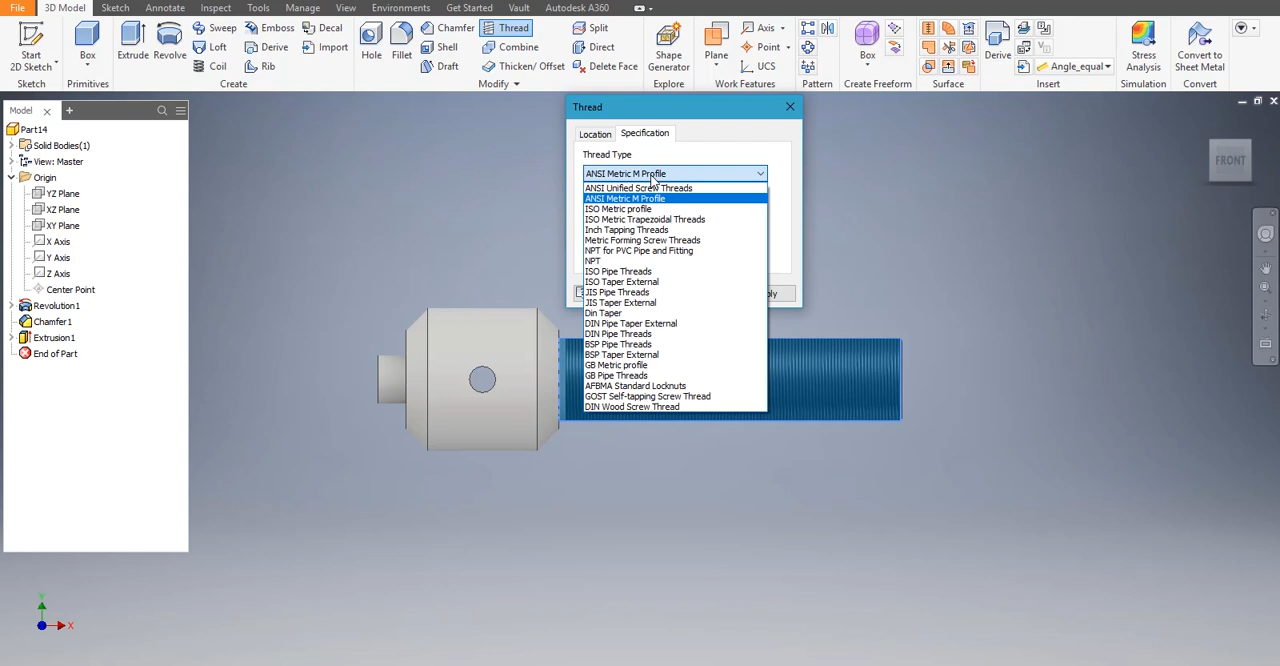 File 3D Model Sketch Annotate Inspect Tools Manage View Environments Get Started Vault Autodesk A360
Start
2D Sketch
Sketch
Box
Primitives
Extrude
Revolve
Sweep
Loft
Coil
Emboss
Derive
Rib
Decal
Import
Create
Hole
Fillet
Chamfer
Shell
Draft
Thread
Combine
Thicken/ Offset
Split
Direct
Delete Face
Modify
Shape
Generator
Explore
Plane
Axis
Point
UCS
Work Features
Pattern
Box
Create Freeform
Surface
Derive
Angle_equal
Insert
Stress
Analysis
Simulation
Convert to
Sheet Metal
Convert
Model
Part14
Solid Bodies(1)
View: Master
Origin
YZ Plane
XZ Plane
XY Plane
X Axis
Y Axis
Z Axis
Center Point
Revolution1
Chamfer1
Extrusion1
End of Part
Thread
Location Specification
Thread Type
ANSI Metric M Profile
ANSI Unified Screw Threads
ANSI Metric M Profile
ISO Metric profile
ISO Metric Trapezoidal Threads
Inch Tapping Threads
Metric Forming Screw Threads
NPT for PVC Pipe and Fitting
NPT
ISO Pipe Threads
ISO Taper External
JIS Pipe Threads
JIS Taper External
Din Taper
DIN Pipe Taper External
DIN Pipe Threads
BSP Pipe Threads
BSP Taper External
GB Metric profile
GB Pipe Threads
AFBMA Standard Locknuts
GOST Self-tapping Screw Thread
DIN Wood Screw Thread
FRONT
Y
X